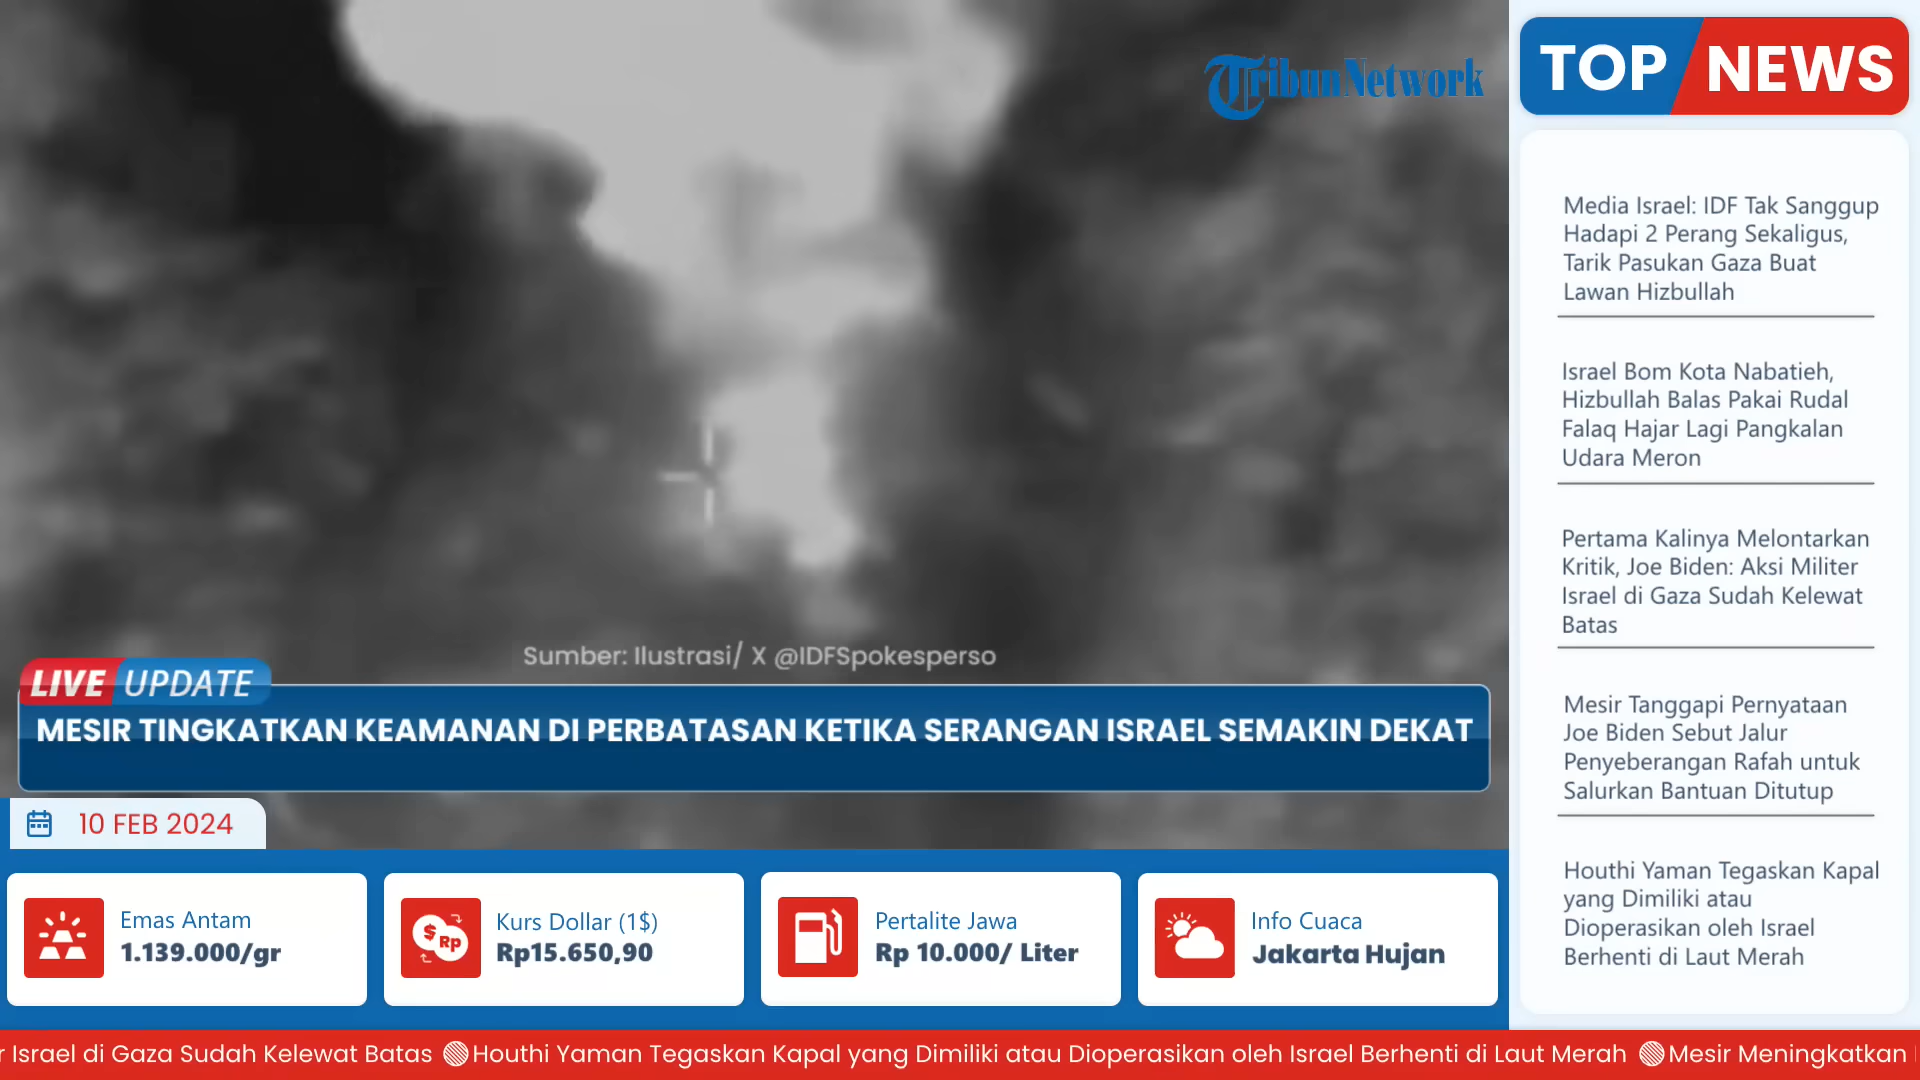 TribunNetwork
TOP NEWS
Media Israel: IDF Tak Sanggup
Hadapi 2 Perang Sekaligus,
Tarik Pasukan Gaza Buat
Lawan Hizbullah
Israel Bom Kota Nabatieh,
Hizbullah Balas Pakai Rudal
Falaq Hajar Lagi Pangkalan
Udara Meron
Pertama Kalinya Melontarkan
Kritik, Joe Biden: Aksi Militer
Israel di Gaza Sudah Kelewat
Batas
Mesir Tanggapi Pernyataan
Joe Biden Sebut Jalur
Penyeberangan Rafah untuk
Salurkan Bantuan Ditutup
Houthi Yaman Tegaskan Kapal
yang Dimiliki atau
Dioperasikan oleh Israel
Berhenti di Laut Merah
Sumber: Ilustrasi/ X @IDFSpokesperso
LIVE UPDATE
MESIR TINGKATKAN KEAMANAN DI PERBATASAN KETIKA SERANGAN ISRAEL SEMAKIN DEKAT
10 FEB 2024
Emas Antam
1.139.000/gr
Kurs Dollar (1$)
Rp15.650,90
$ Rp
Pertalite Jawa
Rp 10.000/ Liter
Info Cuaca
Jakarta Hujan
r Israel di Gaza Sudah Kelewat Batas Houthi Yaman Tegaskan Kapal yang Dimiliki atau Dioperasikan oleh Israel Berhenti di Laut Merah Mesir Meningkatkan